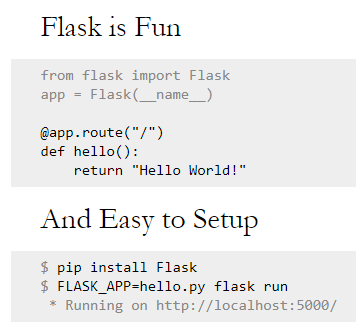 Flask is Fun
from flask import Flask
app = Flask(__name__)
@app.route("/")
def hello():
    return "Hello World!"
And Easy to Setup
$ pip install Flask
$ FLASK_APP=hello.py flask run
 * Running on http://localhost:5000/